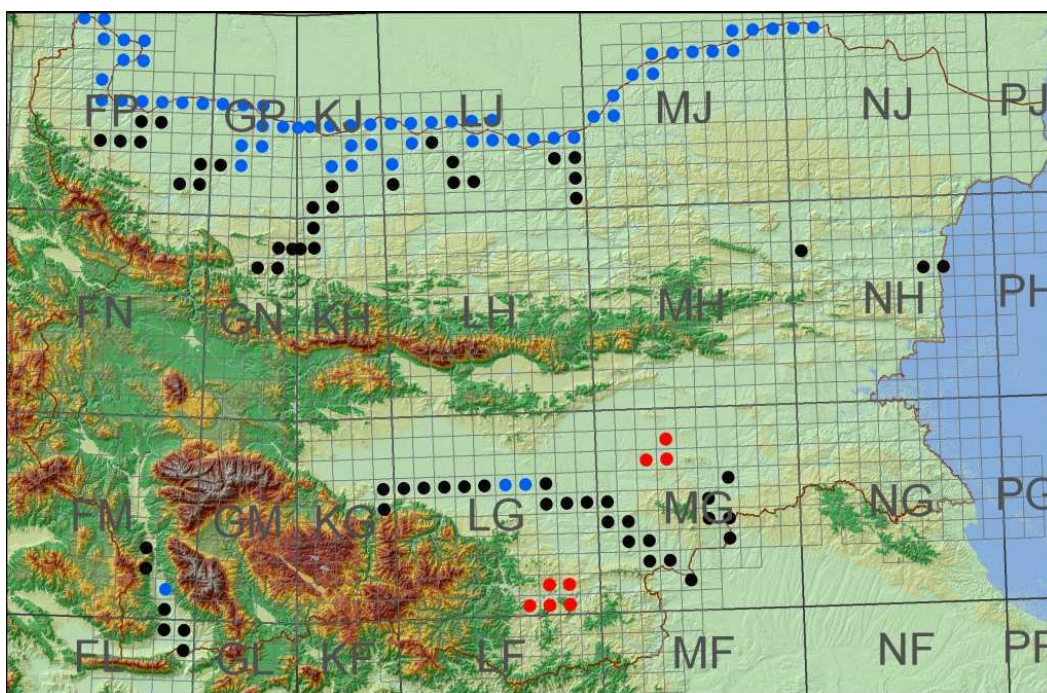 FP GP KJ LJ MJ NJ PJ
FN GN KH LH MH NH PH
FM GM KG LG MG NG PG
FL GL KF LF MF NF PF